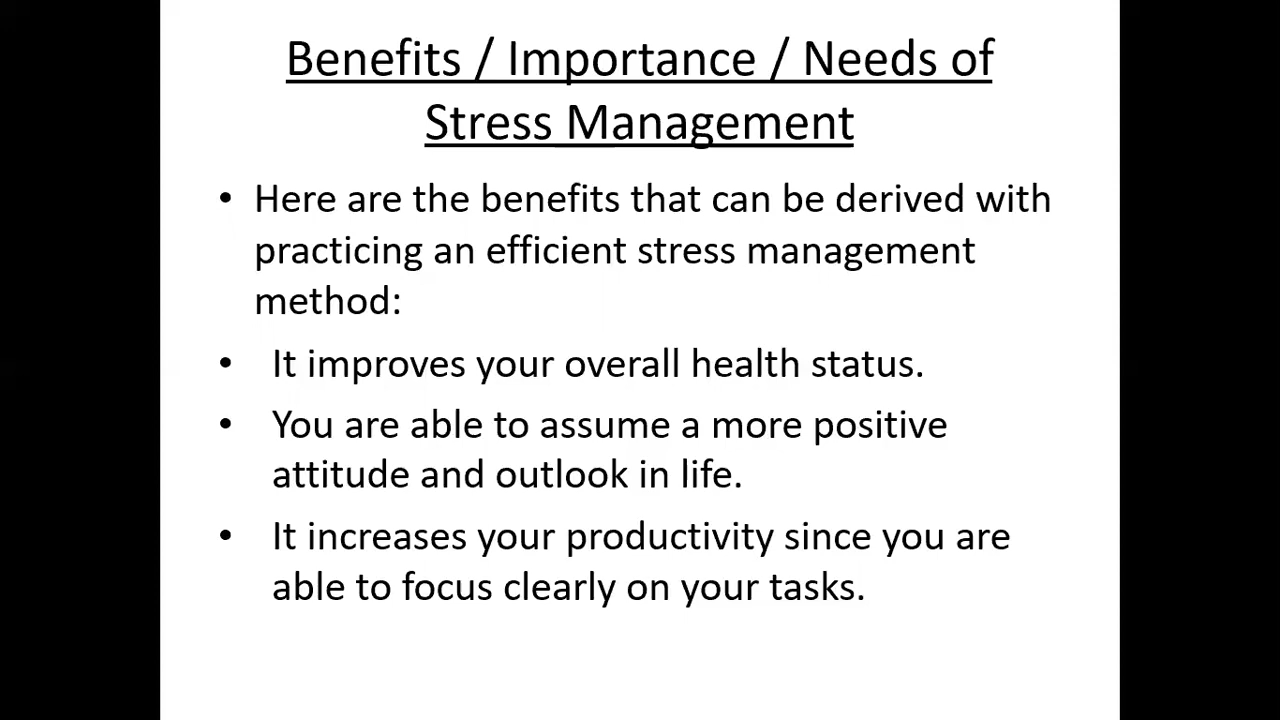 Benefits / Importance / Needs of
Stress Management
• Here are the benefits that can be derived with
practicing an efficient stress management
method:
• It improves your overall health status.
• You are able to assume a more positive
attitude and outlook in life.
• It increases your productivity since you are
able to focus clearly on your tasks.